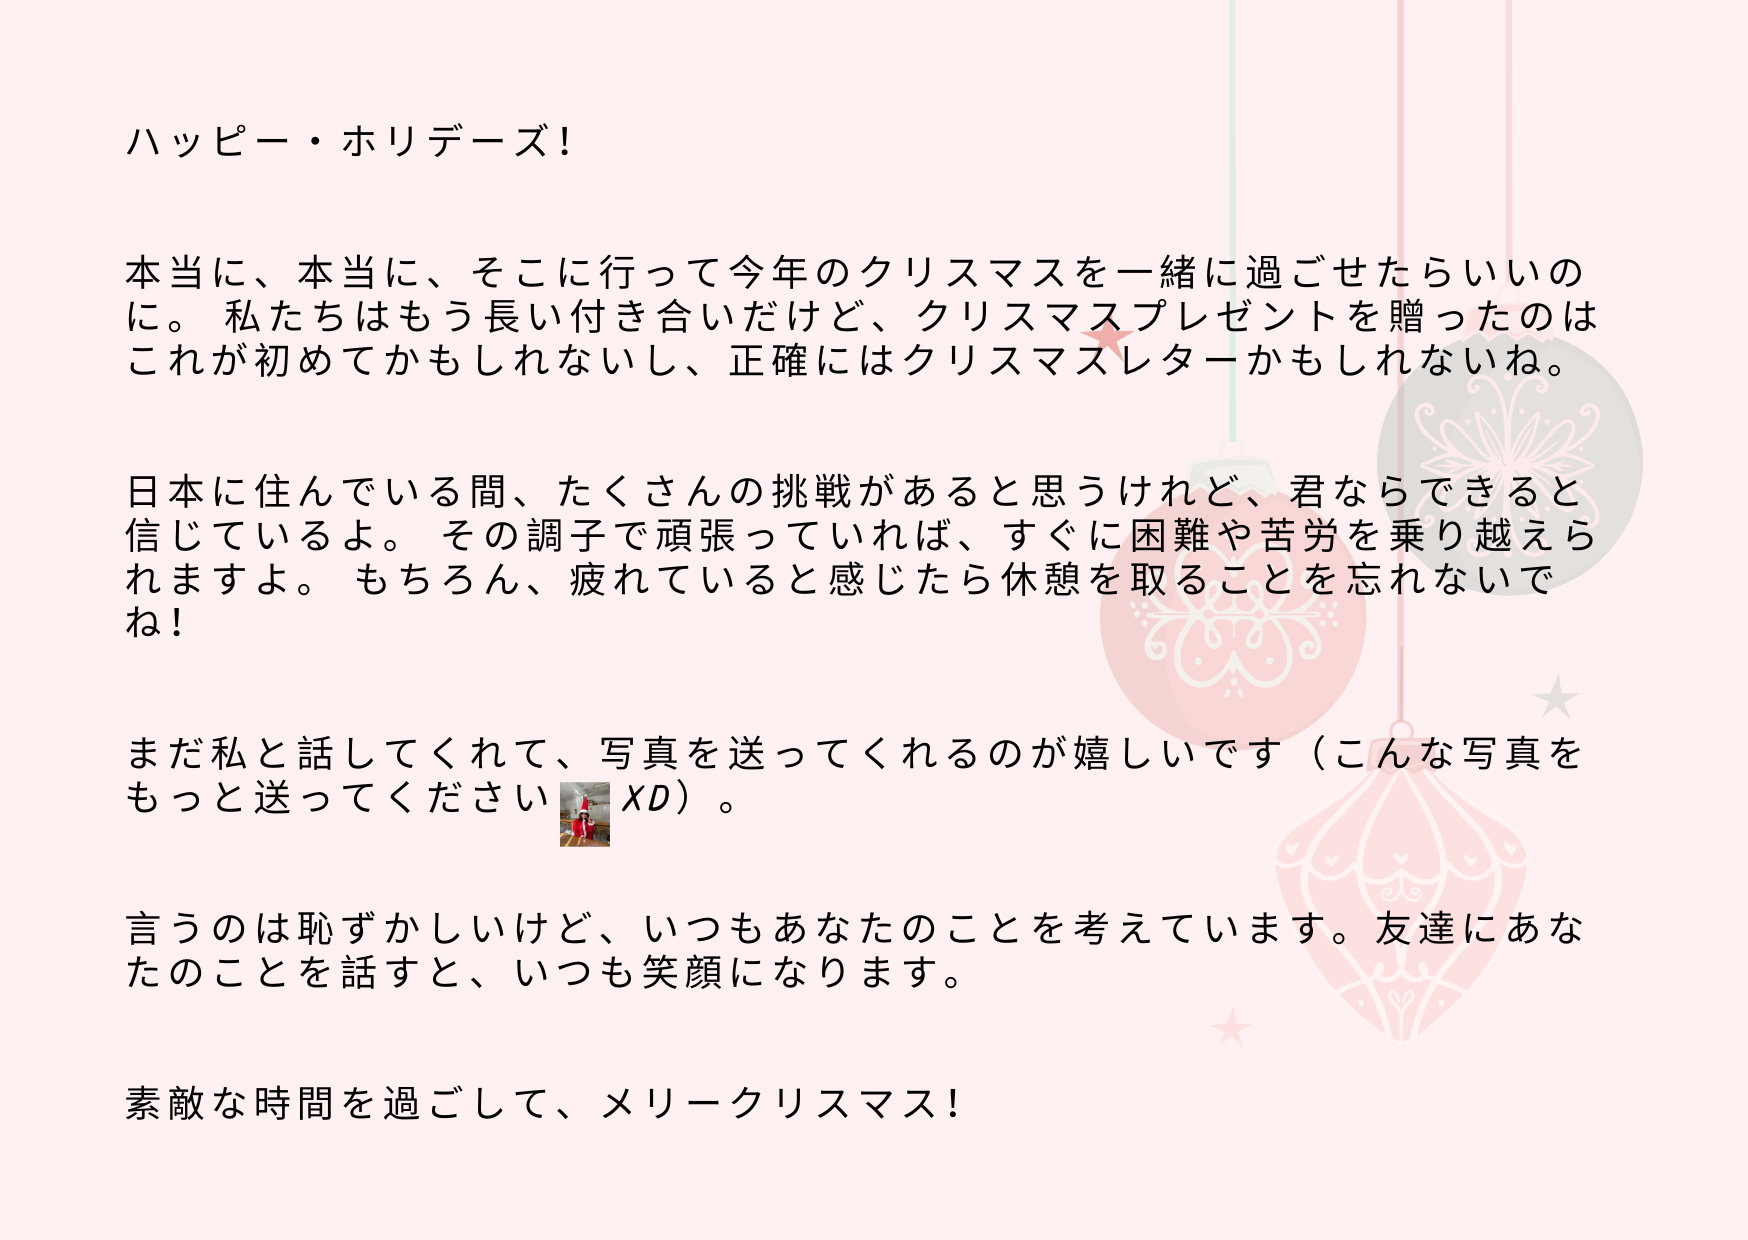 ハッピー・ホリデーズ!
本当に、本当に、そこに行って今年のクリスマスを一緒に過ごせたらいいの
に。 私たちはもう長い付き合いだけど、クリスマスプレゼントを贈ったのは
これが初めてかもしれないし、正確にはクリスマスレターかもしれないね。
日本に住んでいる間、たくさんの挑戦があると思うけれど、君ならできると
信じているよ。 その調子で頑張っていれば、すぐに困難や苦労を乗り越えら
れますよ。 もちろん、疲れていると感じたら休憩を取ることを忘れないで
ね!
まだ私と話してくれて、写真を送ってくれるのが嬉しいです（こんな写真を
もっと送ってください XD）。
言うのは恥ずかしいけど、いつもあなたのことを考えています。友達にあな
たのことを話すと、いつも笑顔になります。
素敵な時間を過ごして、メリークリスマス!